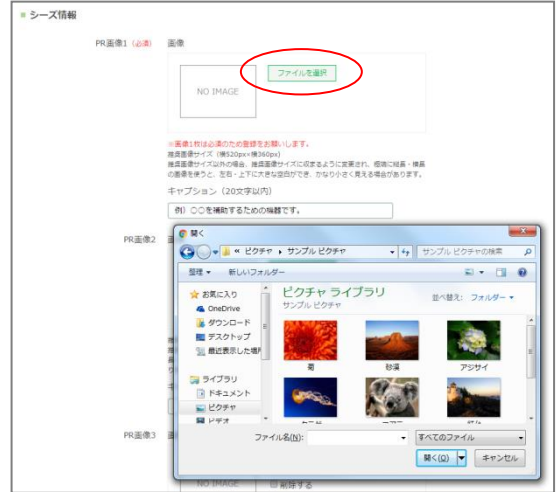 シーズ情報
PR画像1（必須） 画像
ファイルを選択
NO IMAGE
※画像1枚は必須のため登録をお願いします。
推奨画像サイズ（横520px×横360px）
推奨画像サイズ以外の場合、推奨画像サイズに収まるように変更され、極端に縦長・横長
の画像を使うと、左右・上下に大きな空白ができ、かなり小さく見える場合があります。
キャプション（20文字以内）
例）○○を補助するための機器です。
PR画像2
開く
« ピクチャ ▸ サンプル ピクチャ
サンプル ピクチャの検索
整理 ▼ 新しいフォルダー
お気に入り
OneDrive
ダウンロード
デスクトップ
最近表示した場所
ライブラリ
ドキュメント
ピクチャ
ビデオ
ピクチャ ライブラリ
サンプル ピクチャ
並べ替え: フォルダー ▼
菊
砂漠
アジサイ
ファイル名(N):
すべてのファイル
開く(O)
キャンセル
PR画像3
NO IMAGE
削除する